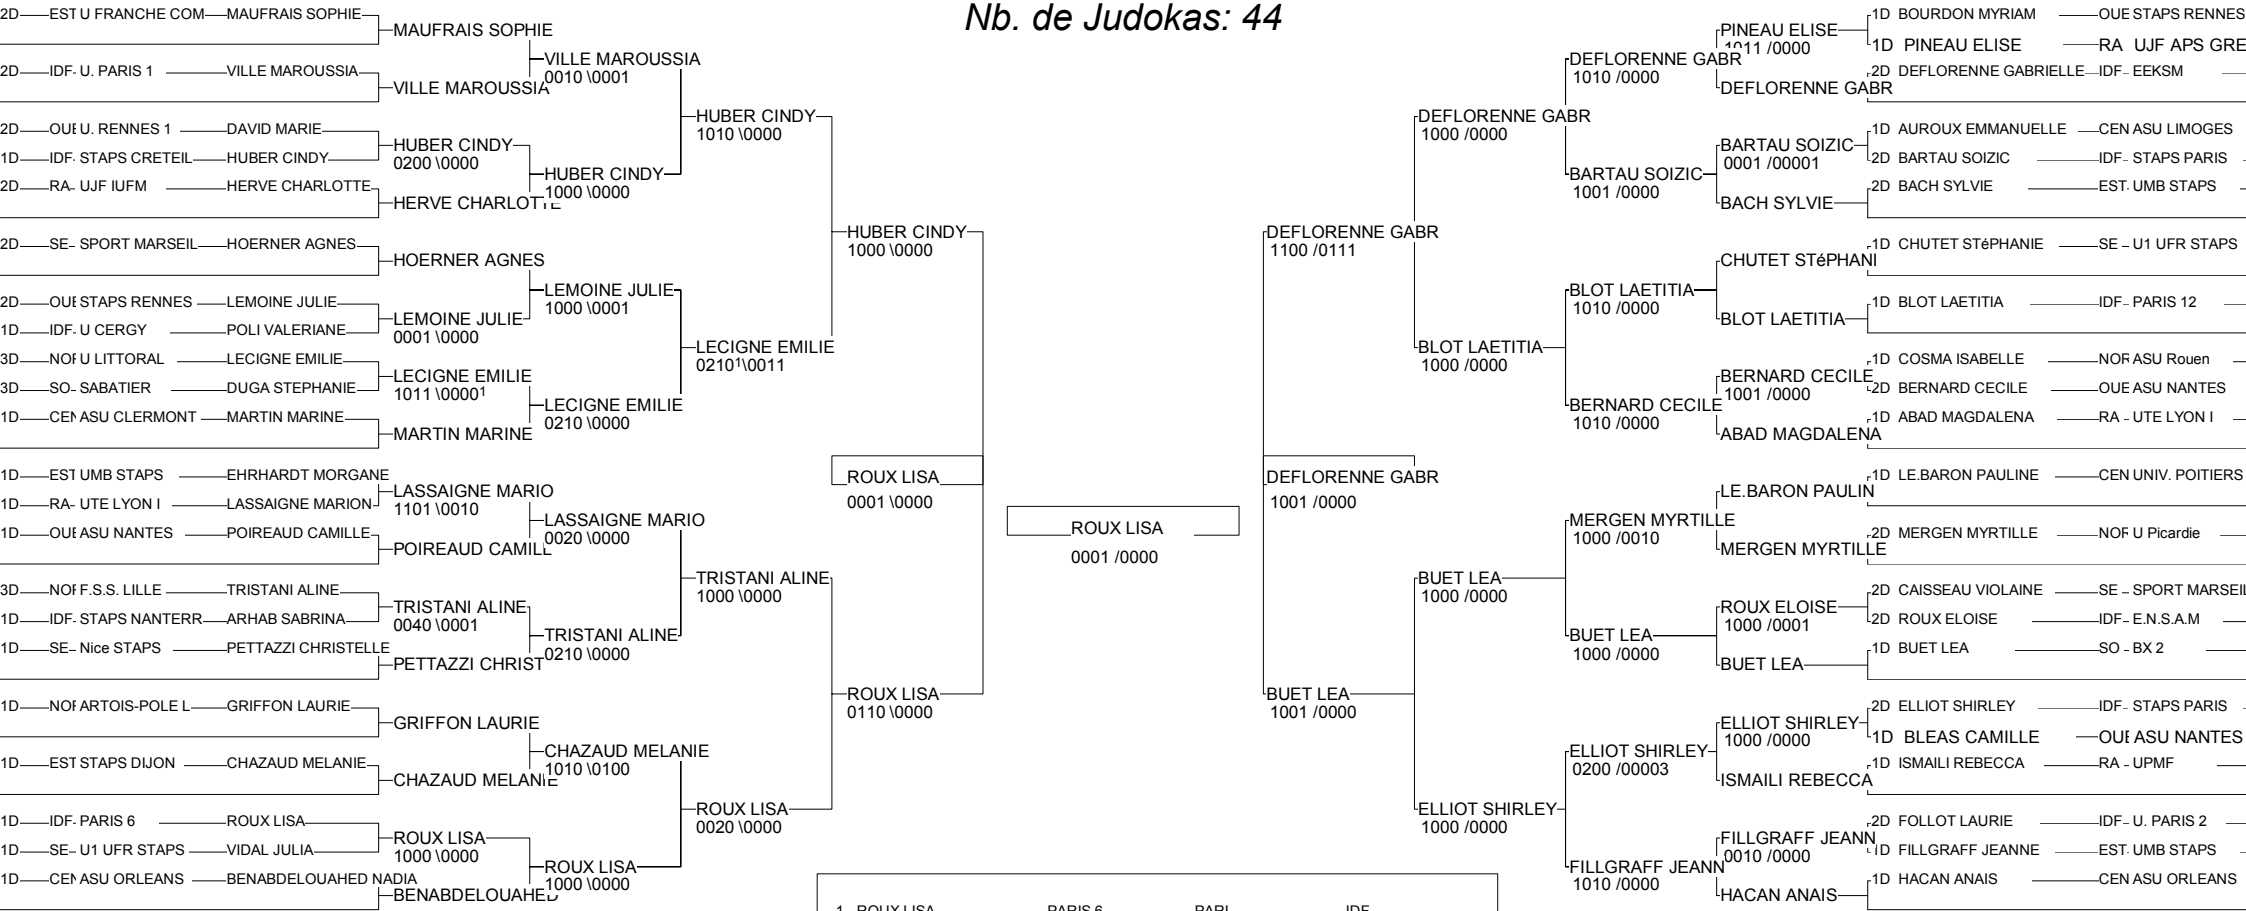 Nb. de Judokas: 44
2D EST U FRANCHE COM MAUFRAIS SOPHIE
2D IDF- U. PARIS 1 VILLE MAROUSSIA
2D OUE U. RENNES 1 DAVID MARIE
1D IDF- STAPS CRETEIL HUBER CINDY
2D RA- UJF IUFM HERVE CHARLOTTE
2D SE- SPORT MARSEIL HOERNER AGNES
2D OUE STAPS RENNES LEMOINE JULIE
1D IDF- U CERGY POLI VALERIANE
3D NOR U LITTORAL LECIGNE EMILIE
3D SO- SABATIER DUGA STEPHANIE
1D CEN ASU CLERMONT MARTIN MARINE
1D EST UMB STAPS EHRHARDT MORGANE
1D RA- UTE LYON I LASSAIGNE MARION
1D OUE ASU NANTES POIREAUD CAMILLE
3D NOR F.S.S. LILLE TRISTANI ALINE
1D IDF- STAPS NANTERR ARHAB SABRINA
1D SE- Nice STAPS PETTAZZI CHRISTELLE
1D NOR ARTOIS-POLE L GRIFFON LAURIE
1D EST STAPS DIJON CHAZAUD MELANIE
1D IDF- PARIS 6 ROUX LISA
1D SE- U1 UFR STAPS VIDAL JULIA
1D CEN ASU ORLEANS BENABDELOUAHED NADIA
MAUFRAIS SOPHIE
VILLE MAROUSSIA
HUBER CINDY
0200 \0000
HERVE CHARLOTTE
HOERNER AGNES
LEMOINE JULIE
0001 \0000
LECIGNE EMILIE
1011 \0000¹
MARTIN MARINE
LASSAIGNE MARIO
1101 \0010
POIREAUD CAMILL
TRISTANI ALINE
0040 \0001
PETTAZZI CHRIST
GRIFFON LAURIE
CHAZAUD MELANIE
ROUX LISA
1000 \0000
BENABDELOUAHED
VILLE MAROUSSIA
0010 \0001
HUBER CINDY
1000 \0000
LEMOINE JULIE
1000 \0001
LECIGNE EMILIE
0210 \0000
LASSAIGNE MARIO
0020 \0000
TRISTANI ALINE
0210 \0000
CHAZAUD MELANIE
1010 \0100
ROUX LISA
1000 \0000
HUBER CINDY
1010 \0000
LECIGNE EMILIE
0210¹\0011
TRISTANI ALINE
1000 \0000
ROUX LISA
0020 \0000
HUBER CINDY
1000 \0000
ROUX LISA
0001 \0000
ROUX LISA
0110 \0000
ROUX LISA
0001 /0000
DEFLORENNE GABR
1100 /0111
DEFLORENNE GABR
1001 /0000
BUET LEA
1001 /0000
DEFLORENNE GABR
1000 /0000
BLOT LAETITIA
1000 /0000
BUET LEA
1000 /0000
ELLIOT SHIRLEY
1000 /0000
DEFLORENNE GABR
1010 /0000
BARTAU SOIZIC
1001 /0000
BLOT LAETITIA
1010 /0000
BERNARD CECILE
1010 /0000
MERGEN MYRTILLE
1000 /0010
BUET LEA
1000 /0000
ELLIOT SHIRLEY
0200 /00003
FILLGRAFF JEANN
1010 /0000
PINEAU ELISE
1011 /0000
DEFLORENNE GABR
BARTAU SOIZIC
0001 /00001
BACH SYLVIE
CHUTET STéPHANI
BLOT LAETITIA
BERNARD CECILE
1001 /0000
ABAD MAGDALENA
LE.BARON PAULIN
MERGEN MYRTILLE
ROUX ELOISE
1000 /0001
BUET LEA
ELLIOT SHIRLEY
1000 /0000
ISMAILI REBECCA
FILLGRAFF JEANN
0010 /0000
HACAN ANAIS
1D BOURDON MYRIAM OUE STAPS RENNES
1D PINEAU ELISE RA UJF APS GRE
2D DEFLORENNE GABRIELLE IDF- EEKSM
1D AUROUX EMMANUELLE CEN ASU LIMOGES
2D BARTAU SOIZIC IDF- STAPS PARIS
2D BACH SYLVIE EST- UMB STAPS
1D CHUTET STéPHANIE SE - U1 UFR STAPS
1D BLOT LAETITIA IDF- PARIS 12
1D COSMA ISABELLE NOR ASU Rouen
2D BERNARD CECILE OUE ASU NANTES
1D ABAD MAGDALENA RA - UTE LYON I
1D LE.BARON PAULINE CEN UNIV. POITIERS
2D MERGEN MYRTILLE NOR U Picardie
2D CAISSEAU VIOLAINE SE - SPORT MARSEIL
2D ROUX ELOISE IDF- E.N.S.A.M
1D BUET LEA SO - BX 2
2D ELLIOT SHIRLEY IDF- STAPS PARIS
1D BLEAS CAMILLE OUE ASU NANTES
1D ISMAILI REBECCA RA - UPMF
2D FOLLOT LAURIE IDF- U. PARIS 2
1D FILLGRAFF JEANNE EST- UMB STAPS
1D HACAN ANAIS CEN ASU ORLEANS
1 ROUX LISA PARIS 6 PARI IDF